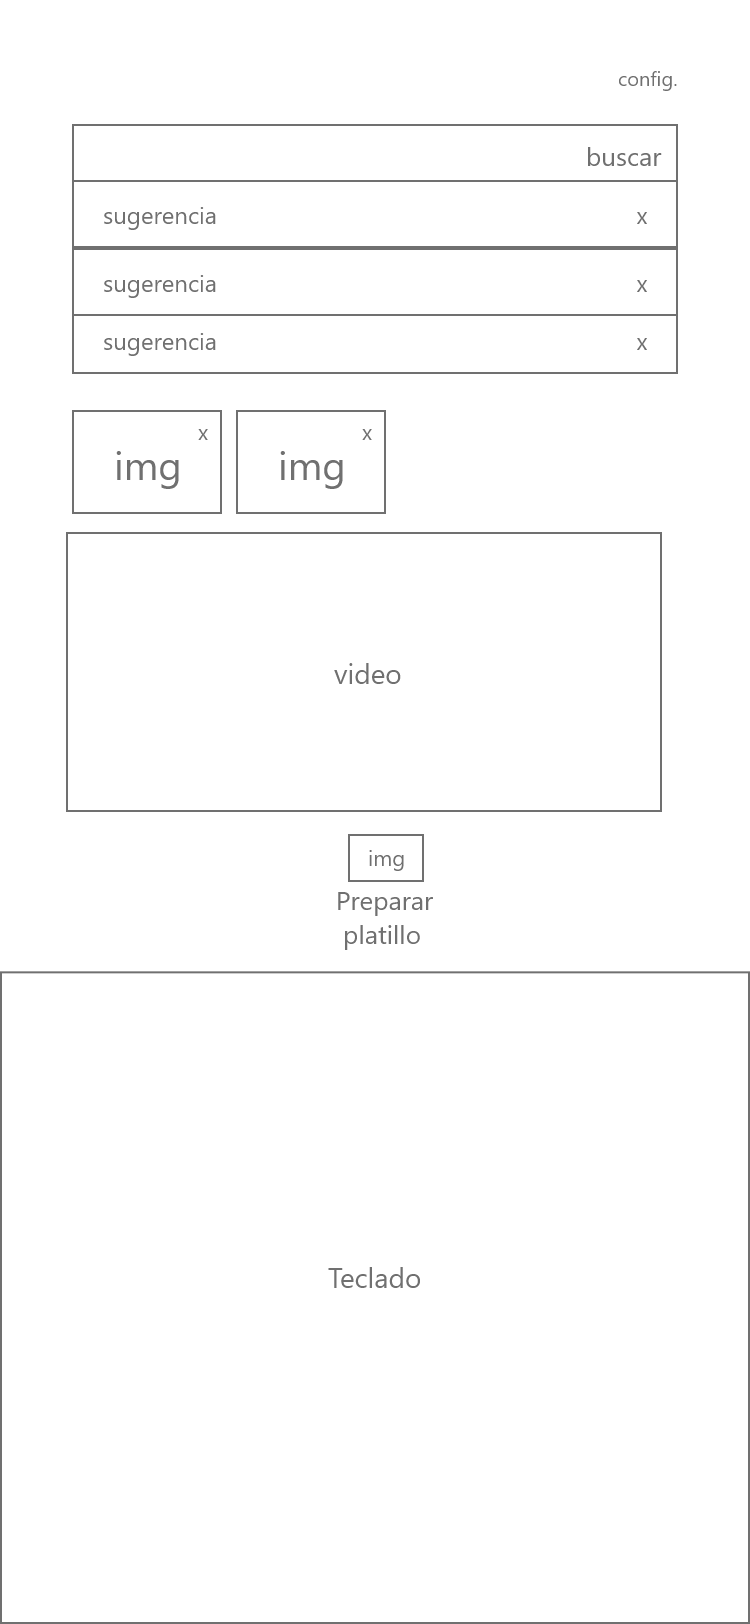 config.
buscar
sugerencia x
sugerencia x
sugerencia x
x x
img img
video
img
Preparar
platillo
Teclado